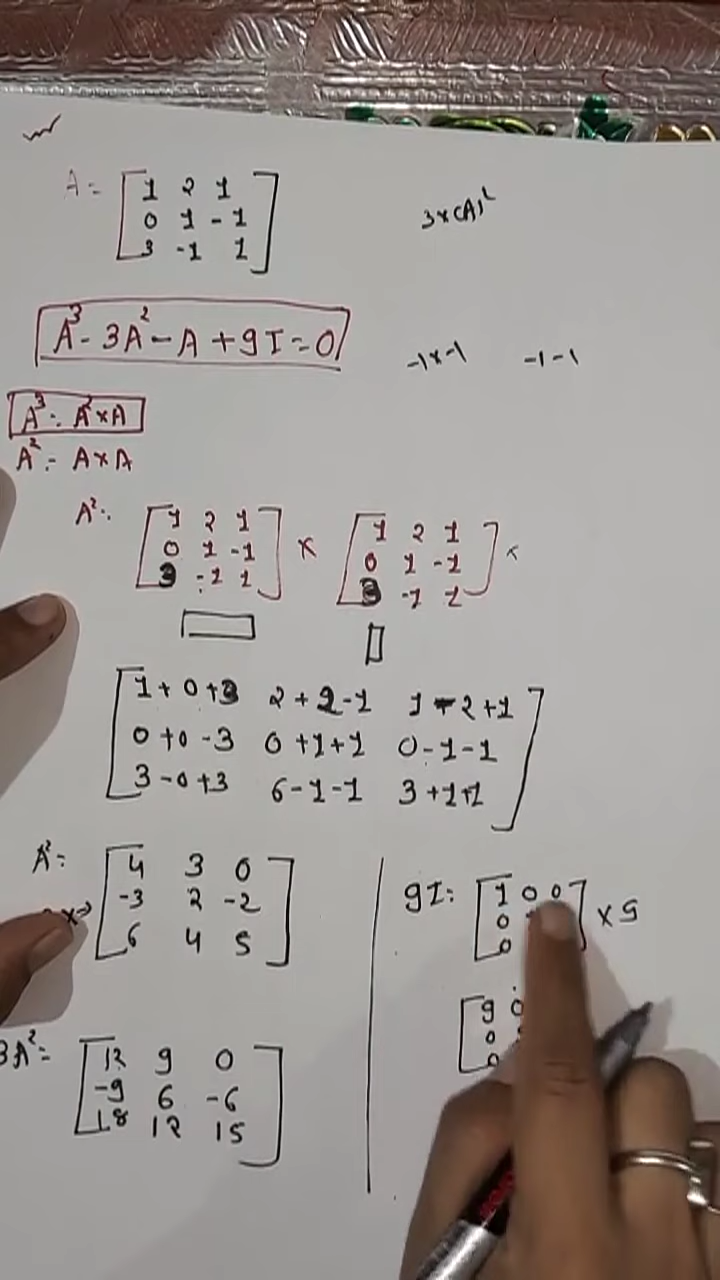 A = [1 2 1
0 1 -1
3 -1 1]
3×(A)²
A³ - 3A² - A + 9I = 0
-1×-1 -1-1
A³ = A²×A
A² = A×A
A² = [1 2 1 0 1 -1 3 -1 1] × [1 2 1 0 1 -1 3 -1 1] ×
[1+0+3 2+2-1 1-2+1
0+0-3 0+1+1 0-1-1
3-0+3 6-1-1 3+1+1]
A² = [4 3 0
-3 2 -2
6 4 5]
3A² = [12 9 0
-9 6 -6
18 12 15]
9I: [1 0 0
0
0 ] × 9
[9 0
0
0